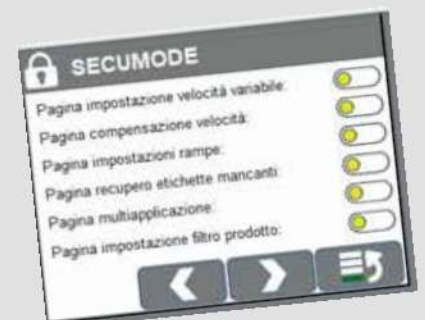 SECUMODE
Pagina impostazione velocità variabile:
Pagina compensazione velocità:
Pagina impostazioni rampe:
Pagina recupero etichette mancanti:
Pagina multiapplicazione:
Pagina impostazione filtro prodotto: